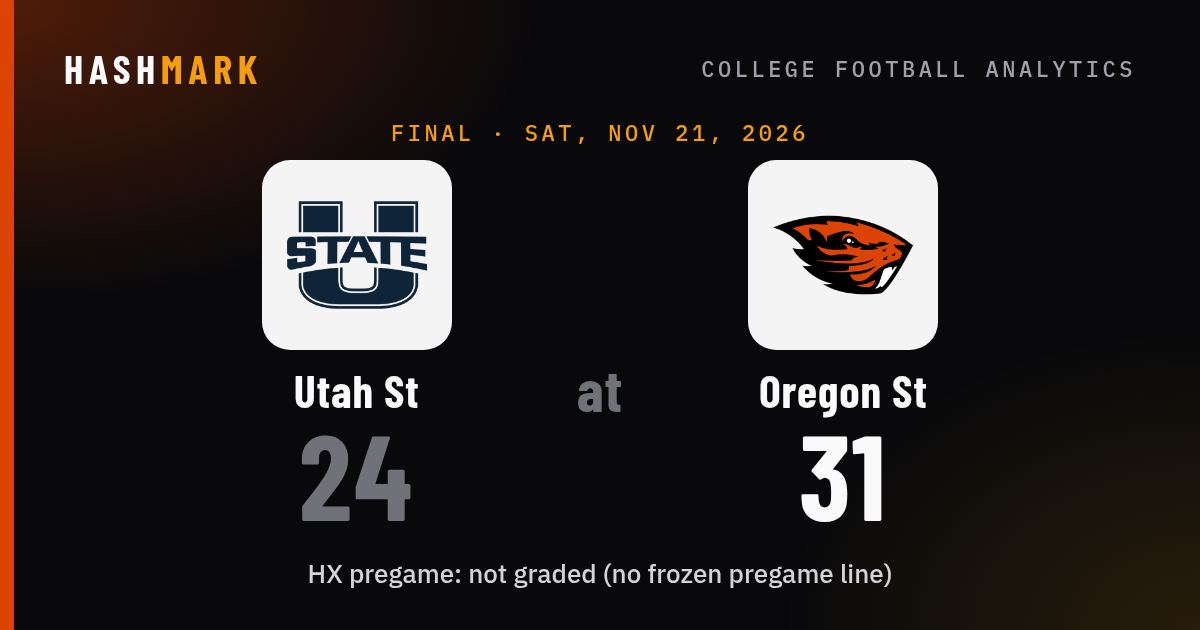 HASHMARK
COLLEGE FOOTBALL ANALYTICS
FINAL · SAT, NOV 21, 2026
STATE
U
Utah St
at
Oregon St
24
31
HX pregame: not graded (no frozen pregame line)